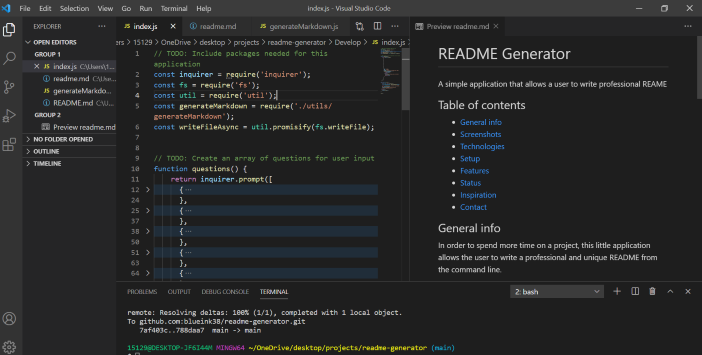 File Edit Selection View Go Run Terminal Help
index.js - Visual Studio Code
EXPLORER
OPEN EDITORS
GROUP 1
JS index.js C:\Users\1...
readme.md C:\Use...
JS generateMarkdo...
README.md C:\Us...
GROUP 2
Preview readme.md
NO FOLDER OPENED
OUTLINE
TIMELINE
JS index.js
readme.md
JS generateMarkdown.js
ers > 15129 > OneDrive > desktop > projects > readme-generator > Develop > JS index.js
1 // TODO: Include packages needed for this
application
2 const inquirer = require('inquirer');
3 const fs = require('fs');
4 const util = require('util');
5 const generateMarkdown = require('./utils/
generateMarkdown');
6 const writeFileAsync = util.promisify(fs.writeFile);
7
8
9 // TODO: Create an array of questions for user input
10 function questions() {
11 return inquirer.prompt([
12 { ...
},
25 { ...
},
38 { ...
},
51 { ...
},
64 { ...
Preview readme.md
README Generator
A simple application that allows a user to write professional REAME
Table of contents
• General info
• Screenshots
• Technologies
• Setup
• Features
• Status
• Inspiration
• Contact
General info
In order to spend more time on a project, this little application
allows the user to write a professional and unique README from
the command line.
PROBLEMS OUTPUT DEBUG CONSOLE TERMINAL
2: bash
remote: Resolving deltas: 100% (1/1), completed with 1 local object.
To github.com:blueink38/readme-generator.git
7af403c..788daa7 main -> main
15129@DESKTOP-JF6I44M MINGW64 ~/OneDrive/desktop/projects/readme-generator (main)